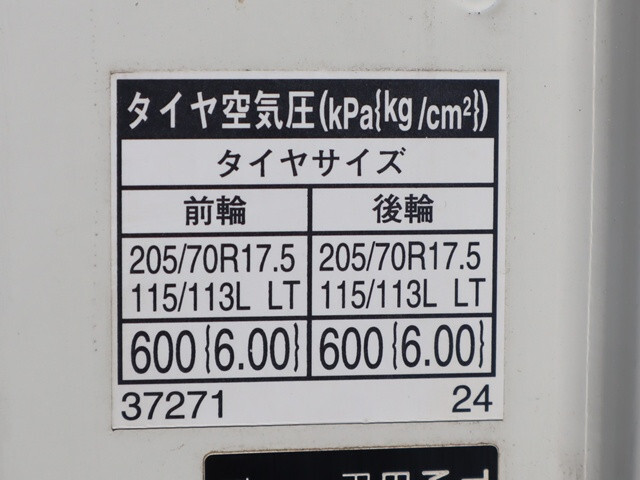 タイヤ空気圧(kPa{kg/cm²})
タイヤサイズ
前輪 後輪
205/70R17.5 205/70R17.5
115/113L LT 115/113L LT
600{6.00} 600{6.00}
37271 24